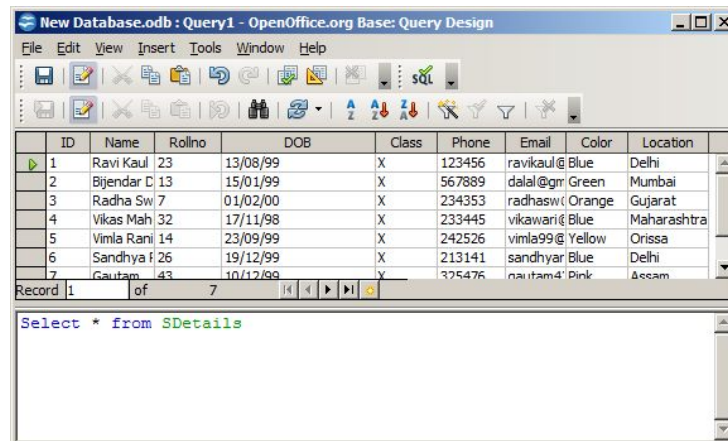 New Database.odb : Query1 - OpenOffice.org Base: Query Design
File Edit View Insert Tools Window Help
SQL
ID Name Rollno DOB Class Phone Email Color Location
1 Ravi Kaul 23 13/08/99 X 123456 ravikaul@ Blue Delhi
2 Bijendar D 13 15/01/99 X 567889 dalal@gm Green Mumbai
3 Radha Sw 7 01/02/00 X 234353 radhasw( Orange Gujarat
4 Vikas Mah 32 17/11/98 X 233445 vikawari@ Blue Maharashtra
5 Vimla Rani 14 23/09/99 X 242526 vimla99@ Yellow Orissa
6 Sandhya 26 19/12/99 X 213141 sandhyar Blue Delhi
7 Gautam 43 10/12/99 X 325476 gautam4 Pink Assam
Record 1 of 7
Select * from SDetails